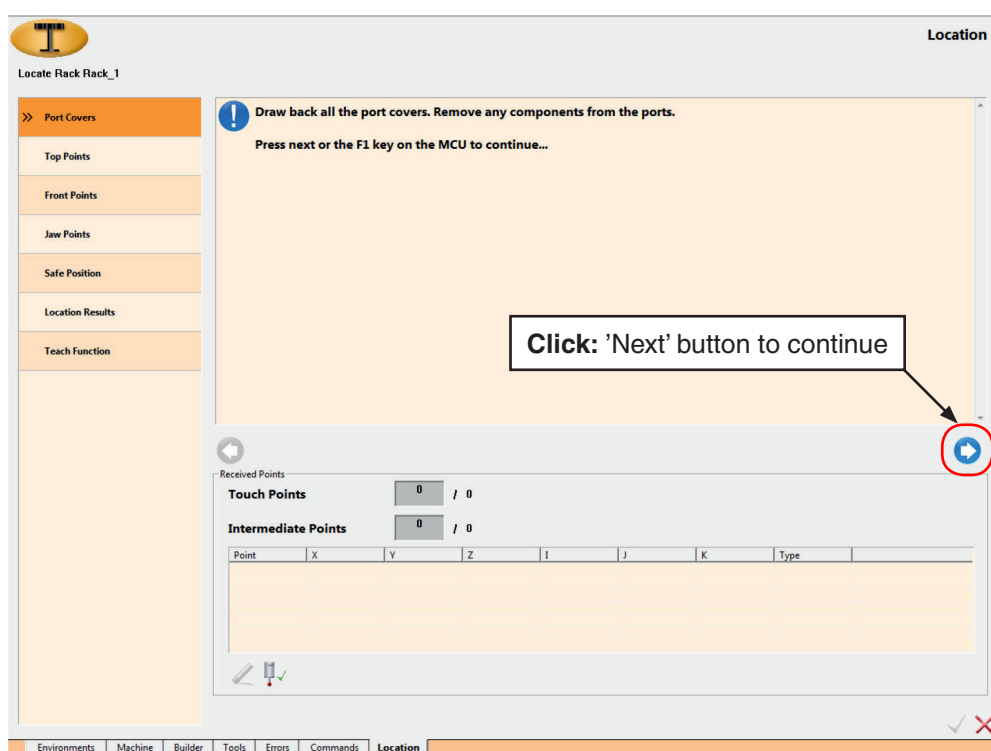 Location
Locate Rack Rack_1
Port Covers
Top Points
Front Points
Jaw Points
Safe Position
Location Results
Teach Function
Draw back all the port covers. Remove any components from the ports.
Press next or the F1 key on the MCU to continue...
Click: ’Next’ button to continue
Received Points
Touch Points 0 / 0
Intermediate Points 0 / 0
Point X Y Z I J K Type
Environments Machine Builder Tools Errors Commands Location